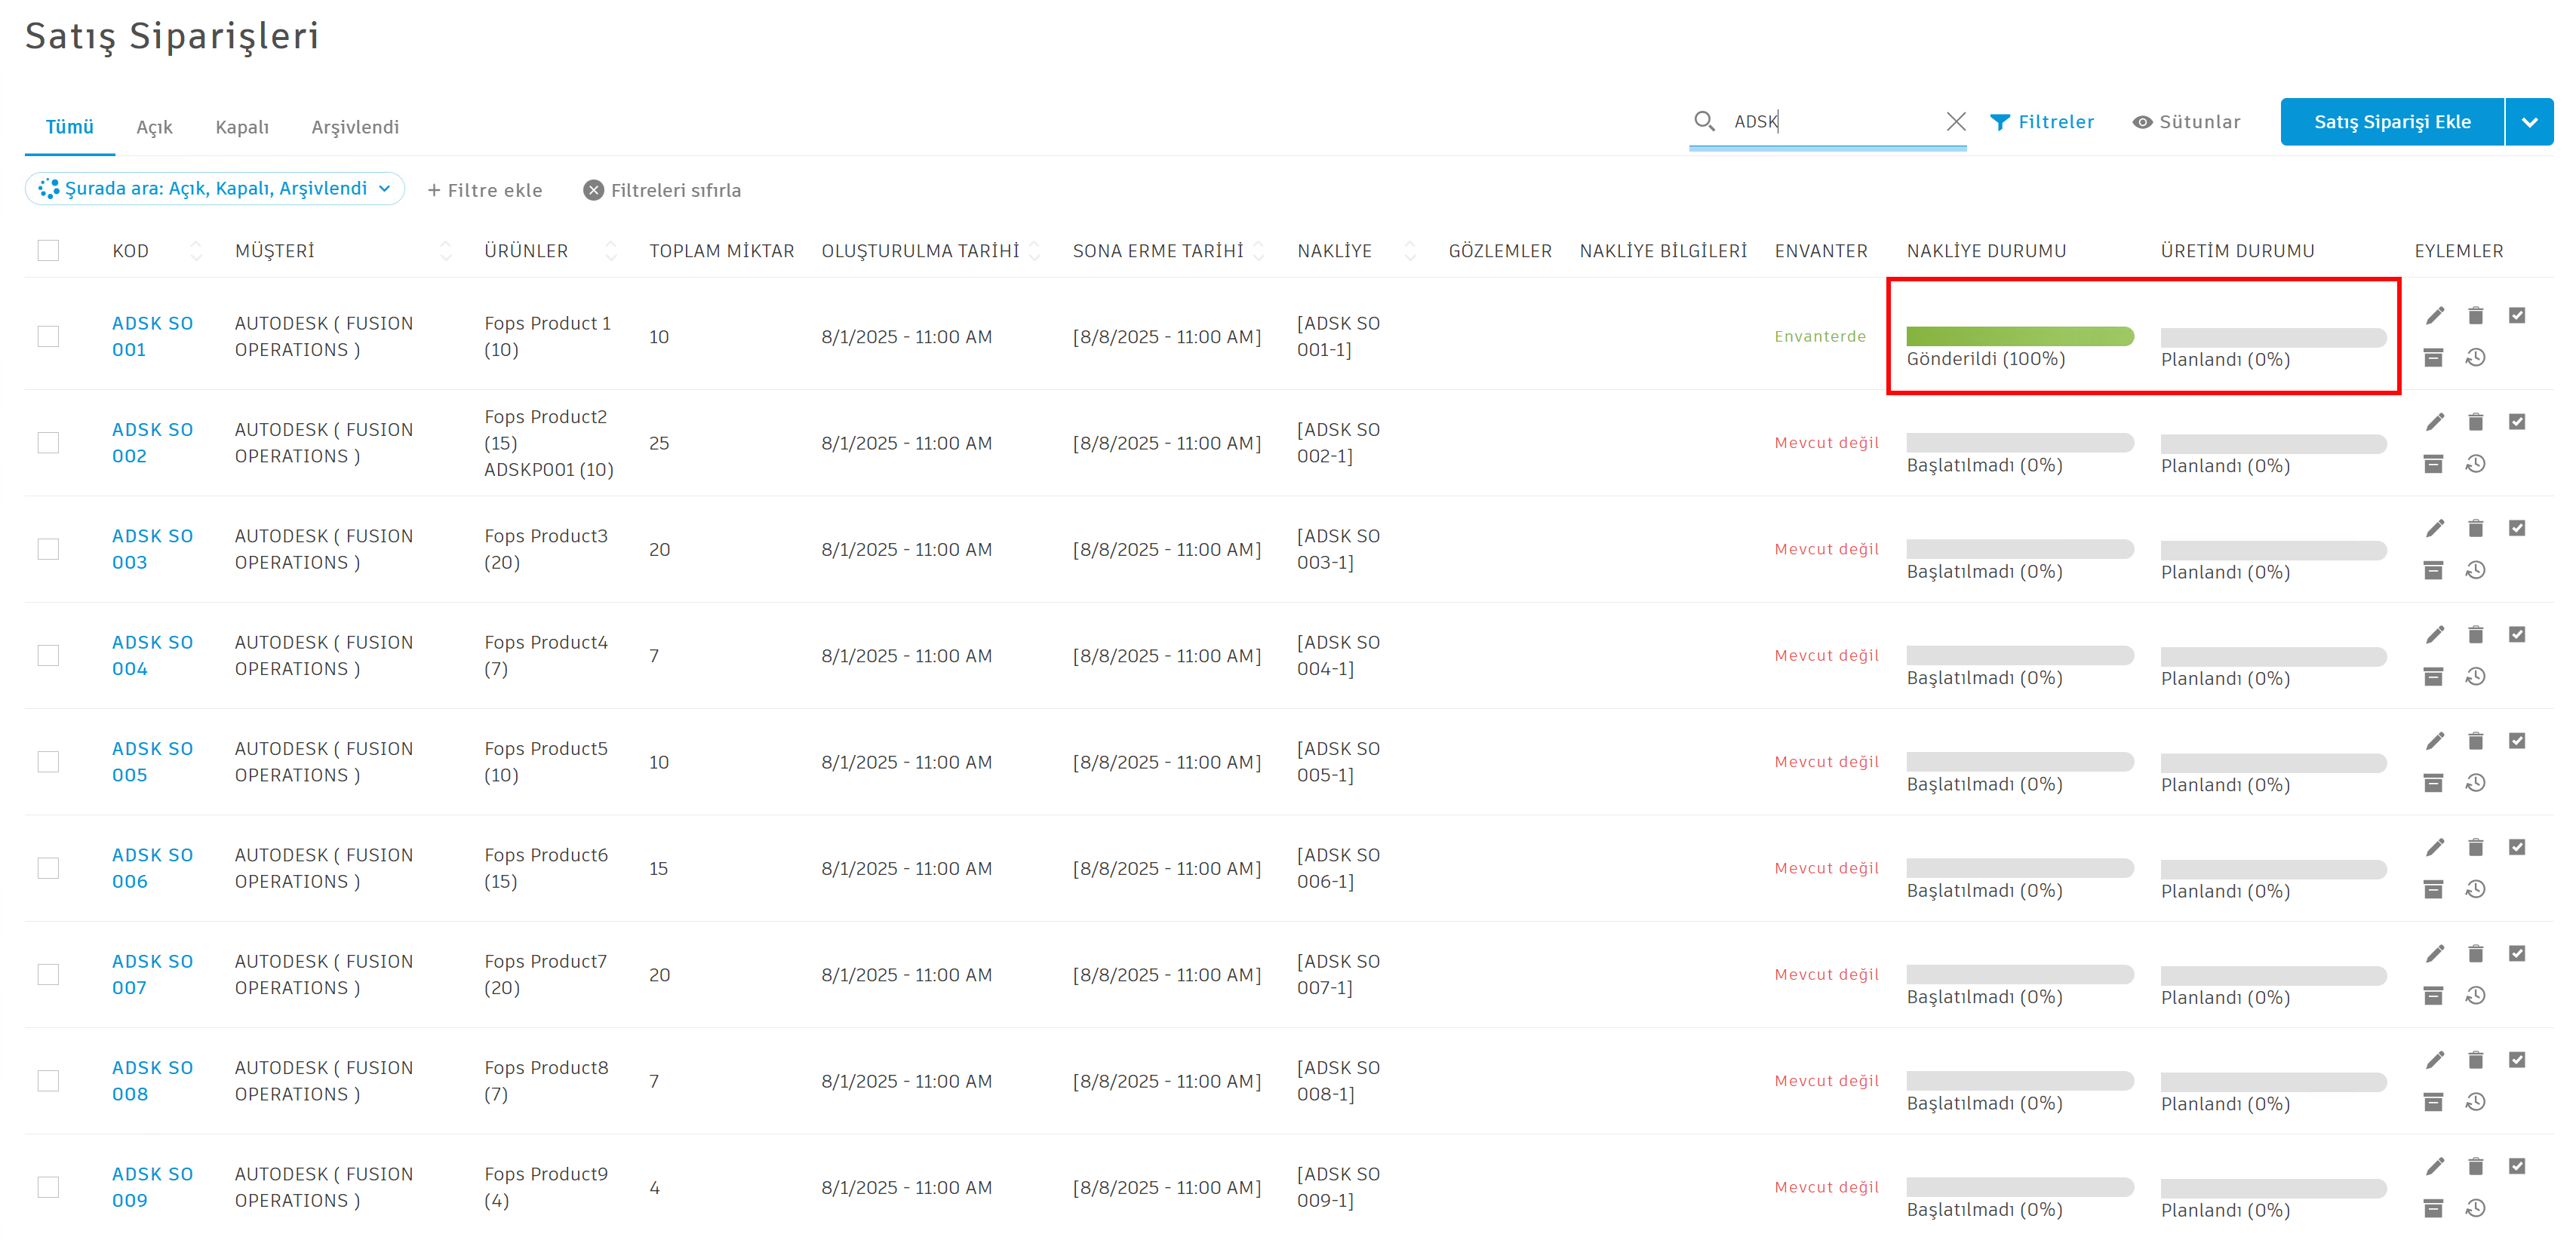 Satış Siparişleri
Tümü Açık Kapalı Arşivlendi ADSK Filtreler Sütunlar Satış Siparişi Ekle
Şurada ara: Açık, Kapalı, Arşivlendi + Filtre ekle Filtreleri sıfırla
KOD MÜŞTERİ ÜRÜNLER TOPLAM MİKTAR OLUŞTURULMA TARİHİ SONA ERME TARİHİ NAKLİYE GÖZLEMLER NAKLİYE BİLGİLERİ ENVANTER NAKLİYE DURUMU ÜRETİM DURUMU EYLEMLER
ADSK SO AUTODESK ( FUSION Fops Product 1 [ADSK SO
10 8/1/2025 - 11:00 AM [8/8/2025 - 11:00 AM] Envanterde
001 OPERATIONS ) (10) 001-1] Gönderildi (100%) Planlandı (0%)
Fops Product2
ADSK SO AUTODESK ( FUSION [ADSK SO
(15) 25 8/1/2025 - 11:00 AM [8/8/2025 - 11:00 AM] Mevcut değil
002 OPERATIONS ) 002-1] Başlatılmadı (0%) Planlandı (0%)
ADSKP001 (10)
ADSK SO AUTODESK ( FUSION Fops Product3 [ADSK SO
20 8/1/2025 - 11:00 AM [8/8/2025 - 11:00 AM] Mevcut değil
003 OPERATIONS ) (20) 003-1] Başlatılmadı (0%) Planlandı (0%)
ADSK SO AUTODESK ( FUSION Fops Product4 [ADSK SO
7 8/1/2025 - 11:00 AM [8/8/2025 - 11:00 AM] Mevcut değil
004 OPERATIONS ) (7) 004-1] Başlatılmadı (0%) Planlandı (0%)
ADSK SO AUTODESK ( FUSION Fops Product5 [ADSK SO
10 8/1/2025 - 11:00 AM [8/8/2025 - 11:00 AM] Mevcut değil
005 OPERATIONS ) (10) 005-1] Başlatılmadı (0%) Planlandı (0%)
ADSK SO AUTODESK ( FUSION Fops Product6 [ADSK SO
15 8/1/2025 - 11:00 AM [8/8/2025 - 11:00 AM] Mevcut değil
006 OPERATIONS ) (15) 006-1] Başlatılmadı (0%) Planlandı (0%)
ADSK SO AUTODESK ( FUSION Fops Product7 [ADSK SO
20 8/1/2025 - 11:00 AM [8/8/2025 - 11:00 AM] Mevcut değil
007 OPERATIONS ) (20) 007-1] Başlatılmadı (0%) Planlandı (0%)
ADSK SO AUTODESK ( FUSION Fops Product8 [ADSK SO
7 8/1/2025 - 11:00 AM [8/8/2025 - 11:00 AM] Mevcut değil
008 OPERATIONS ) (7) 008-1] Başlatılmadı (0%) Planlandı (0%)
ADSK SO AUTODESK ( FUSION Fops Product9 [ADSK SO
4 8/1/2025 - 11:00 AM [8/8/2025 - 11:00 AM] Mevcut değil
009 OPERATIONS ) (4) 009-1] Başlatılmadı (0%) Planlandı (0%)